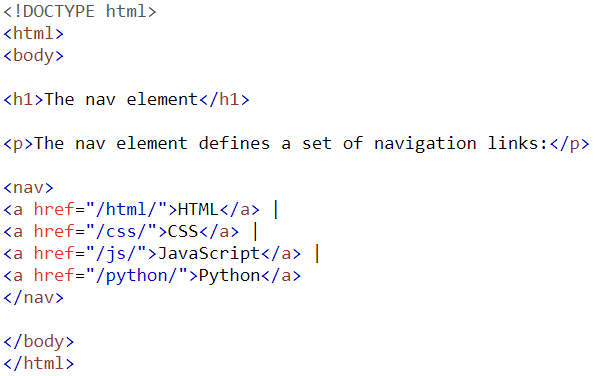 <!DOCTYPE html>
<html>
<body>
<h1>The nav element</h1>
<p>The nav element defines a set of navigation links:</p>
<nav>
<a href="/html/">HTML</a> |
<a href="/css/">CSS</a> |
<a href="/js/">JavaScript</a> |
<a href="/python/">Python</a>
</nav>
</body>
</html>